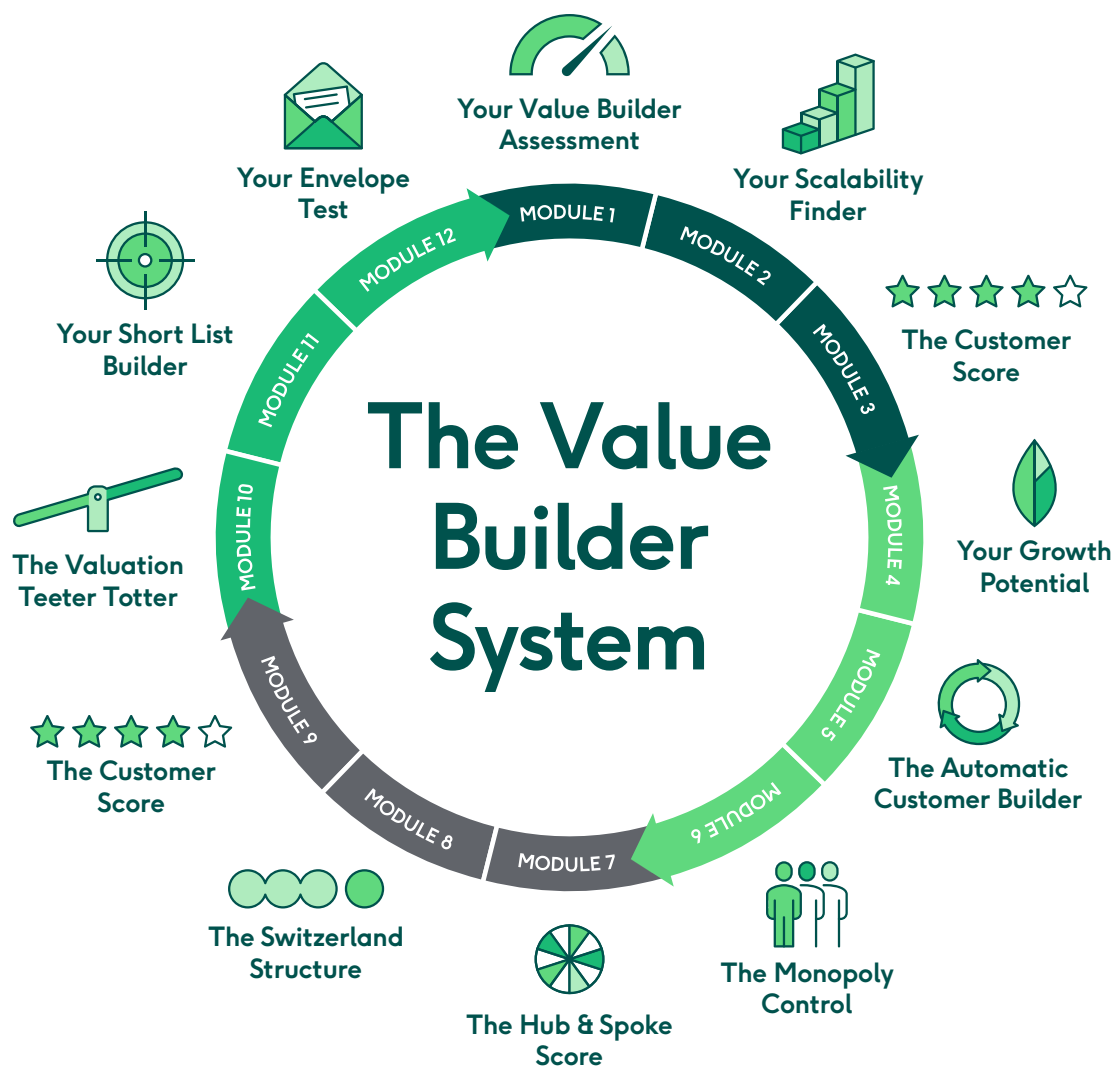 Your Value Builder
Assessment
Your Scalability
Finder
The Customer
Score
Your Growth
Potential
The Automatic
Customer Builder
The Monopoly
Control
The Hub & Spoke
Score
The Switzerland
Structure
The Customer
Score
The Valuation
Teeter Totter
Your Short List
Builder
Your Envelope
Test
MODULE 1
MODULE 2
MODULE 3
MODULE 4
MODULE 5
MODULE 6
MODULE 7
MODULE 8
MODULE 9
MODULE 10
MODULE 11
MODULE 12
The Value
Builder
System